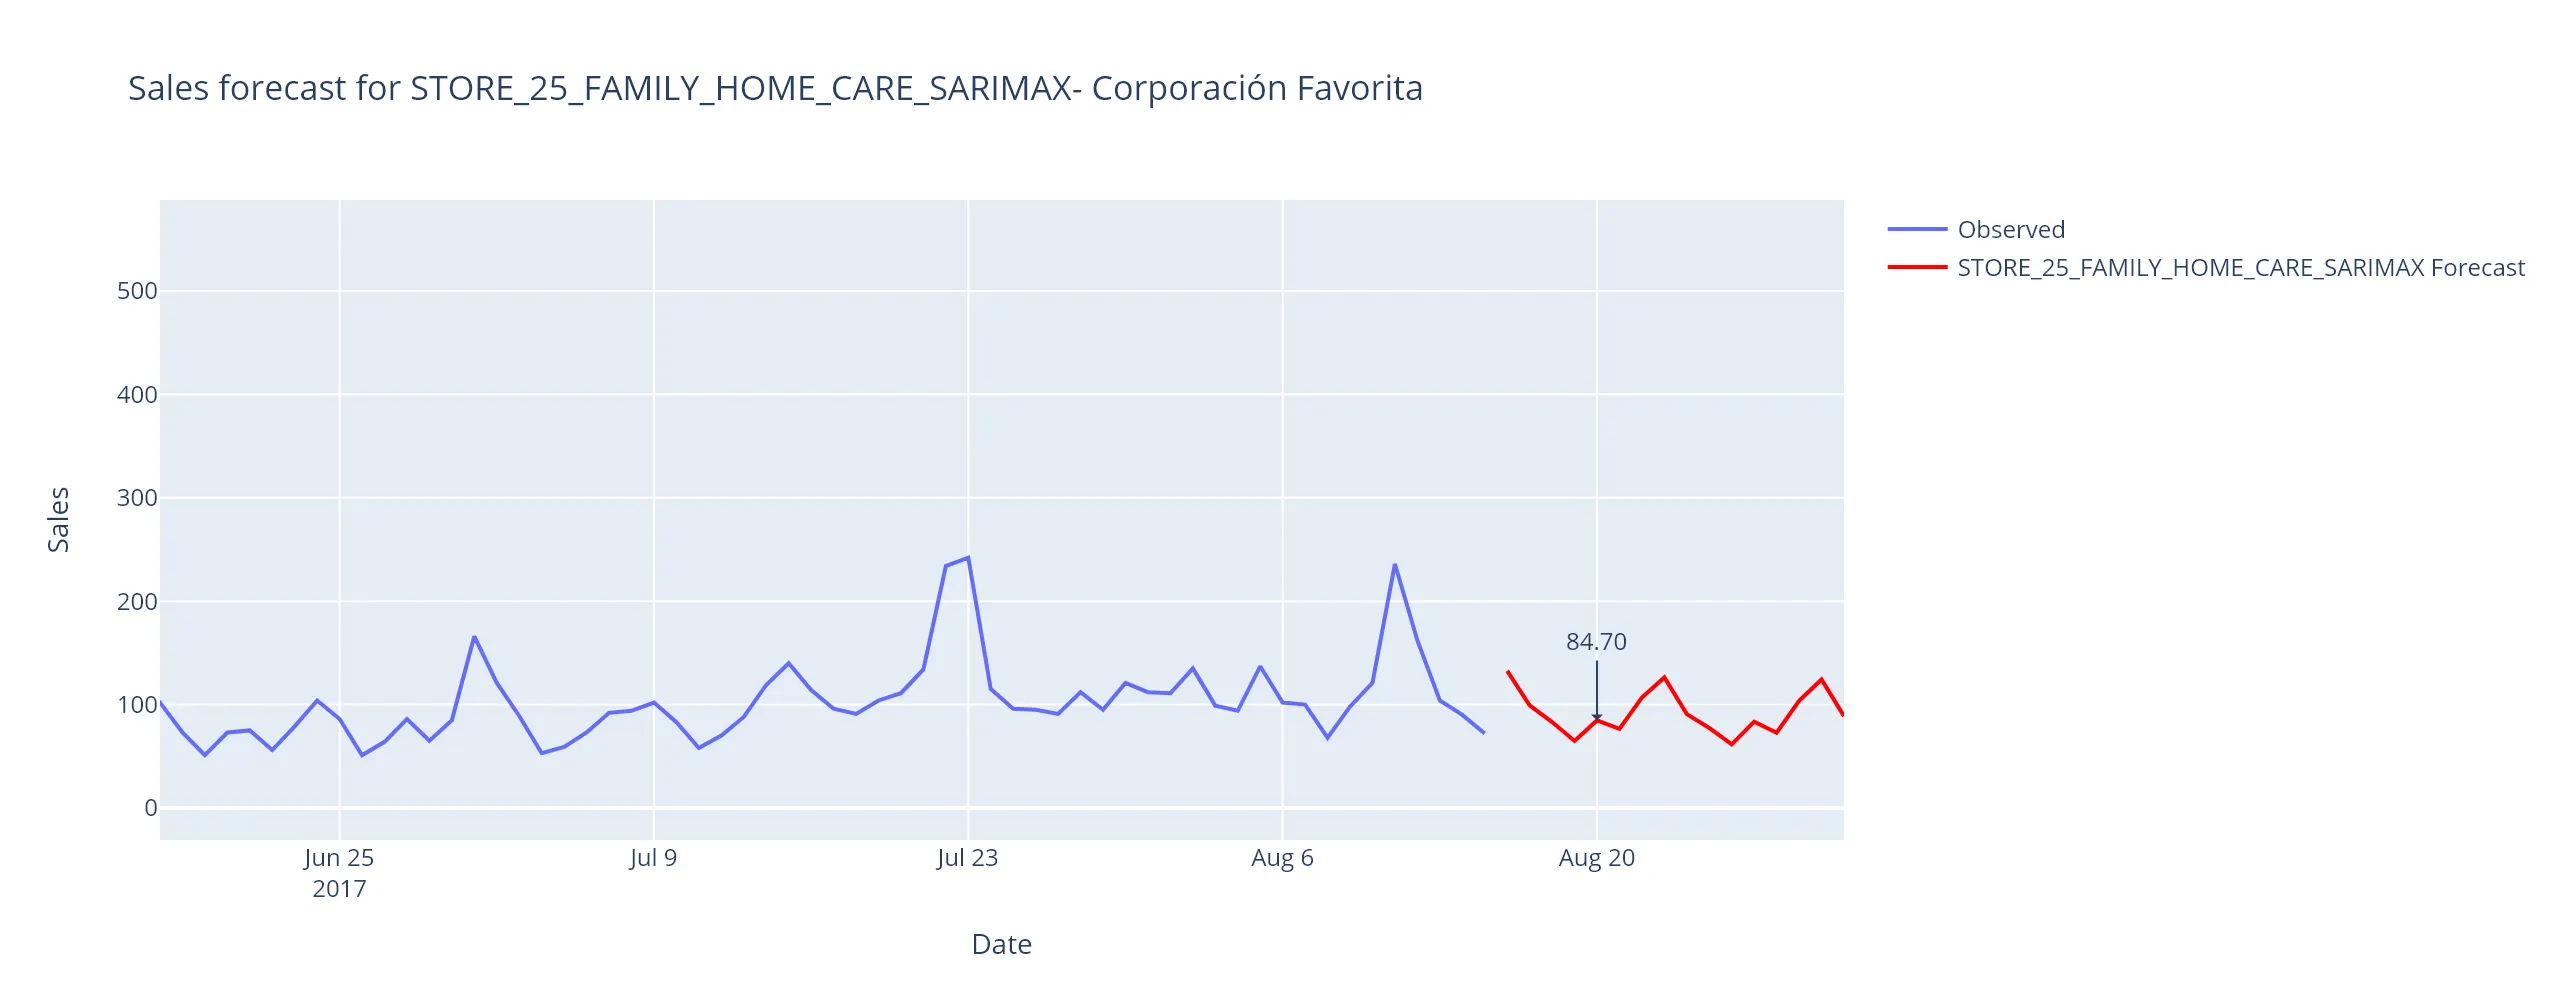 Sales forecast for STORE_25_FAMILY_HOME_CARE_SARIMAX- Corporación Favorita
Observed
STORE_25_FAMILY_HOME_CARE_SARIMAX Forecast
Sales
500
400
300
200
100
0
84.70
Jun 25
2017
Jul 9
Jul 23
Aug 6
Aug 20
Date